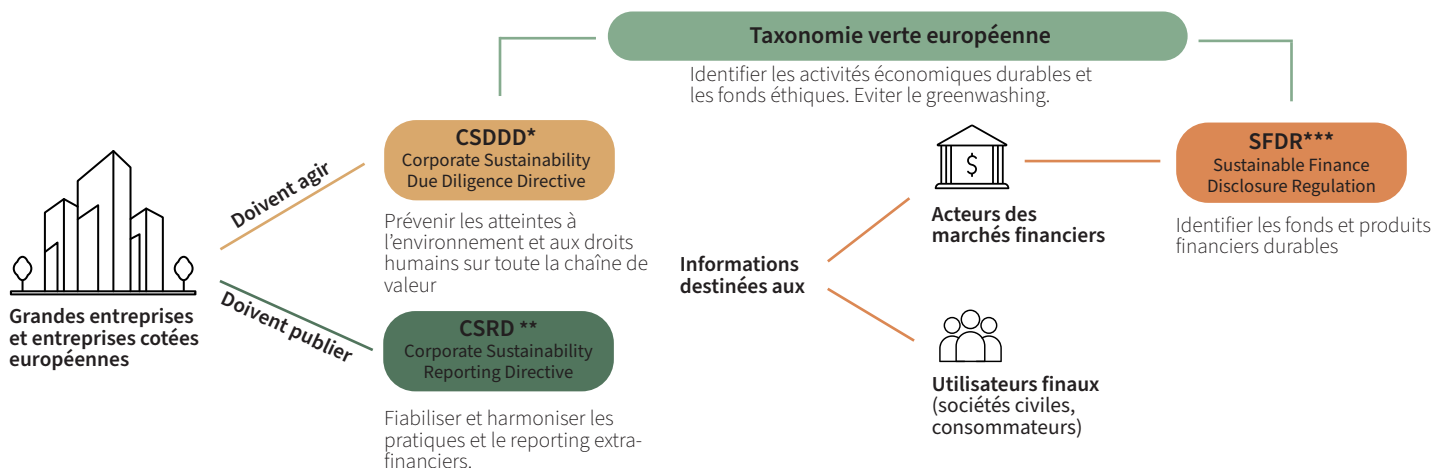 Taxonomie verte européenne
Identifier les activités économiques durables et
les fonds éthiques. Eviter le greenwashing.
Grandes entreprises
et entreprises cotées
européennes
Doivent agir
Doivent publier
CSDDD*
Corporate Sustainability
Due Diligence Directive
Prévenir les atteintes à
l’environnement et aux droits
humains sur toute la chaîne de
valeur
CSRD **
Corporate Sustainability
Reporting Directive
Fiabiliser et harmoniser les
pratiques et le reporting extra-
financiers.
Informations
destinées aux
$
Acteurs des
marchés financiers
Utilisateurs finaux
(sociétés civiles,
consommateurs)
SFDR***
Sustainable Finance
Disclosure Regulation
Identifier les fonds et produits
financiers durables